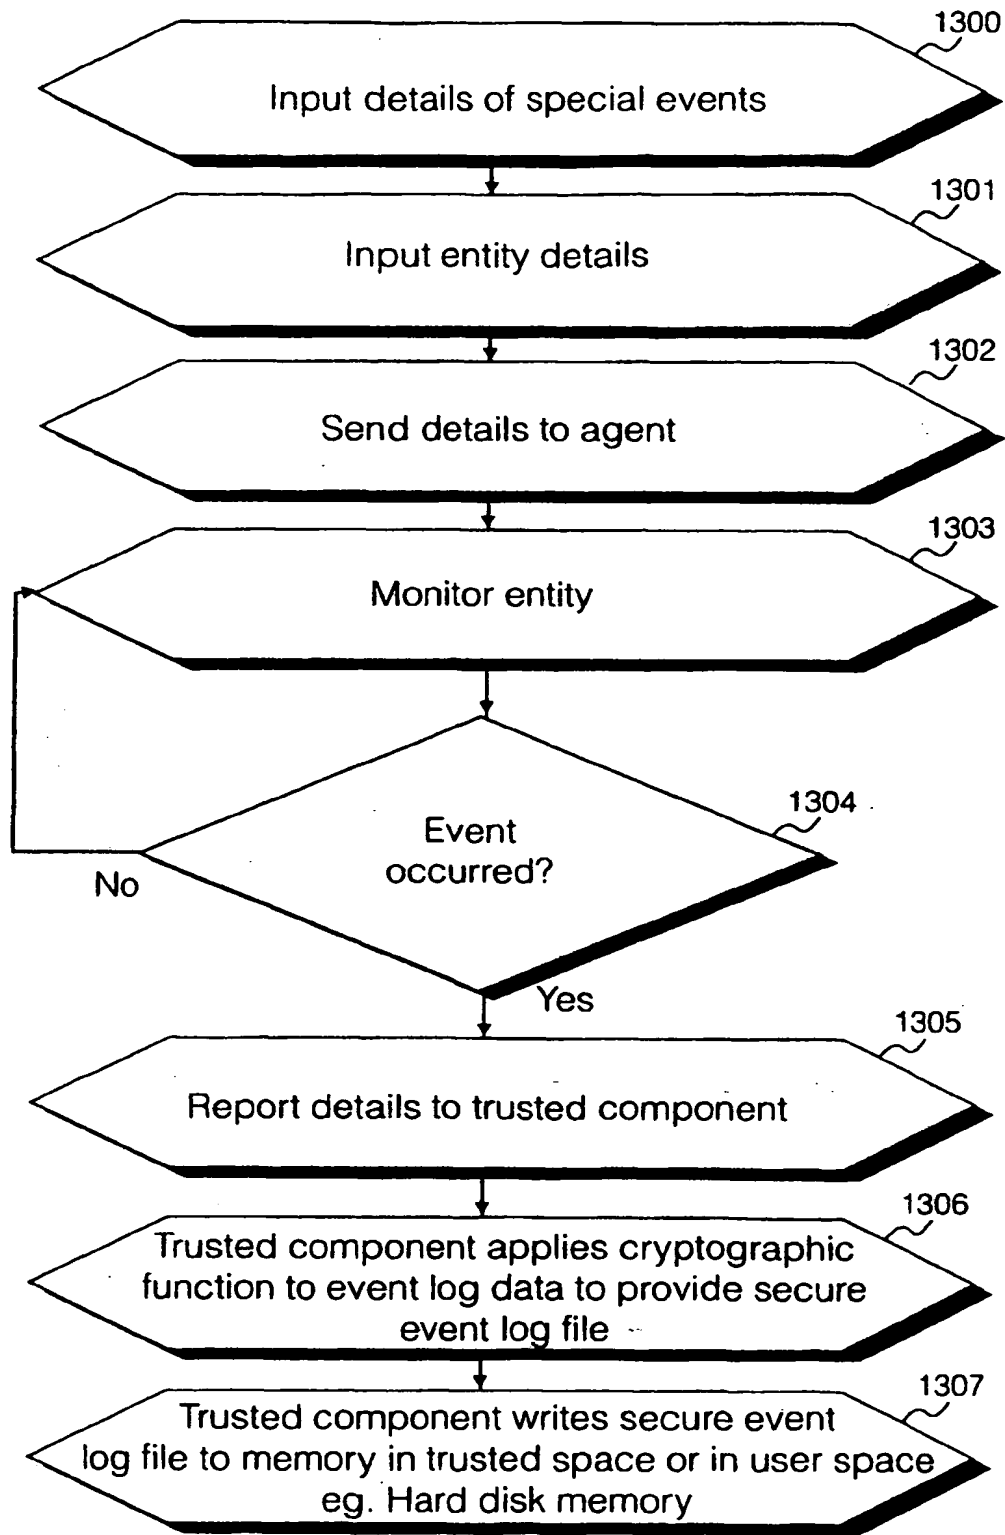 1300
Input details of special events
1301
Input entity details
1302
Send details to agent
1303
Monitor entity
1304
Event
occurred?
No
Yes
1305
Report details to trusted component
1306
Trusted component applies cryptographic
function to event log data to provide secure
event log file
1307
Trusted component writes secure event
log file to memory in trusted space or in user space
eg. Hard disk memory